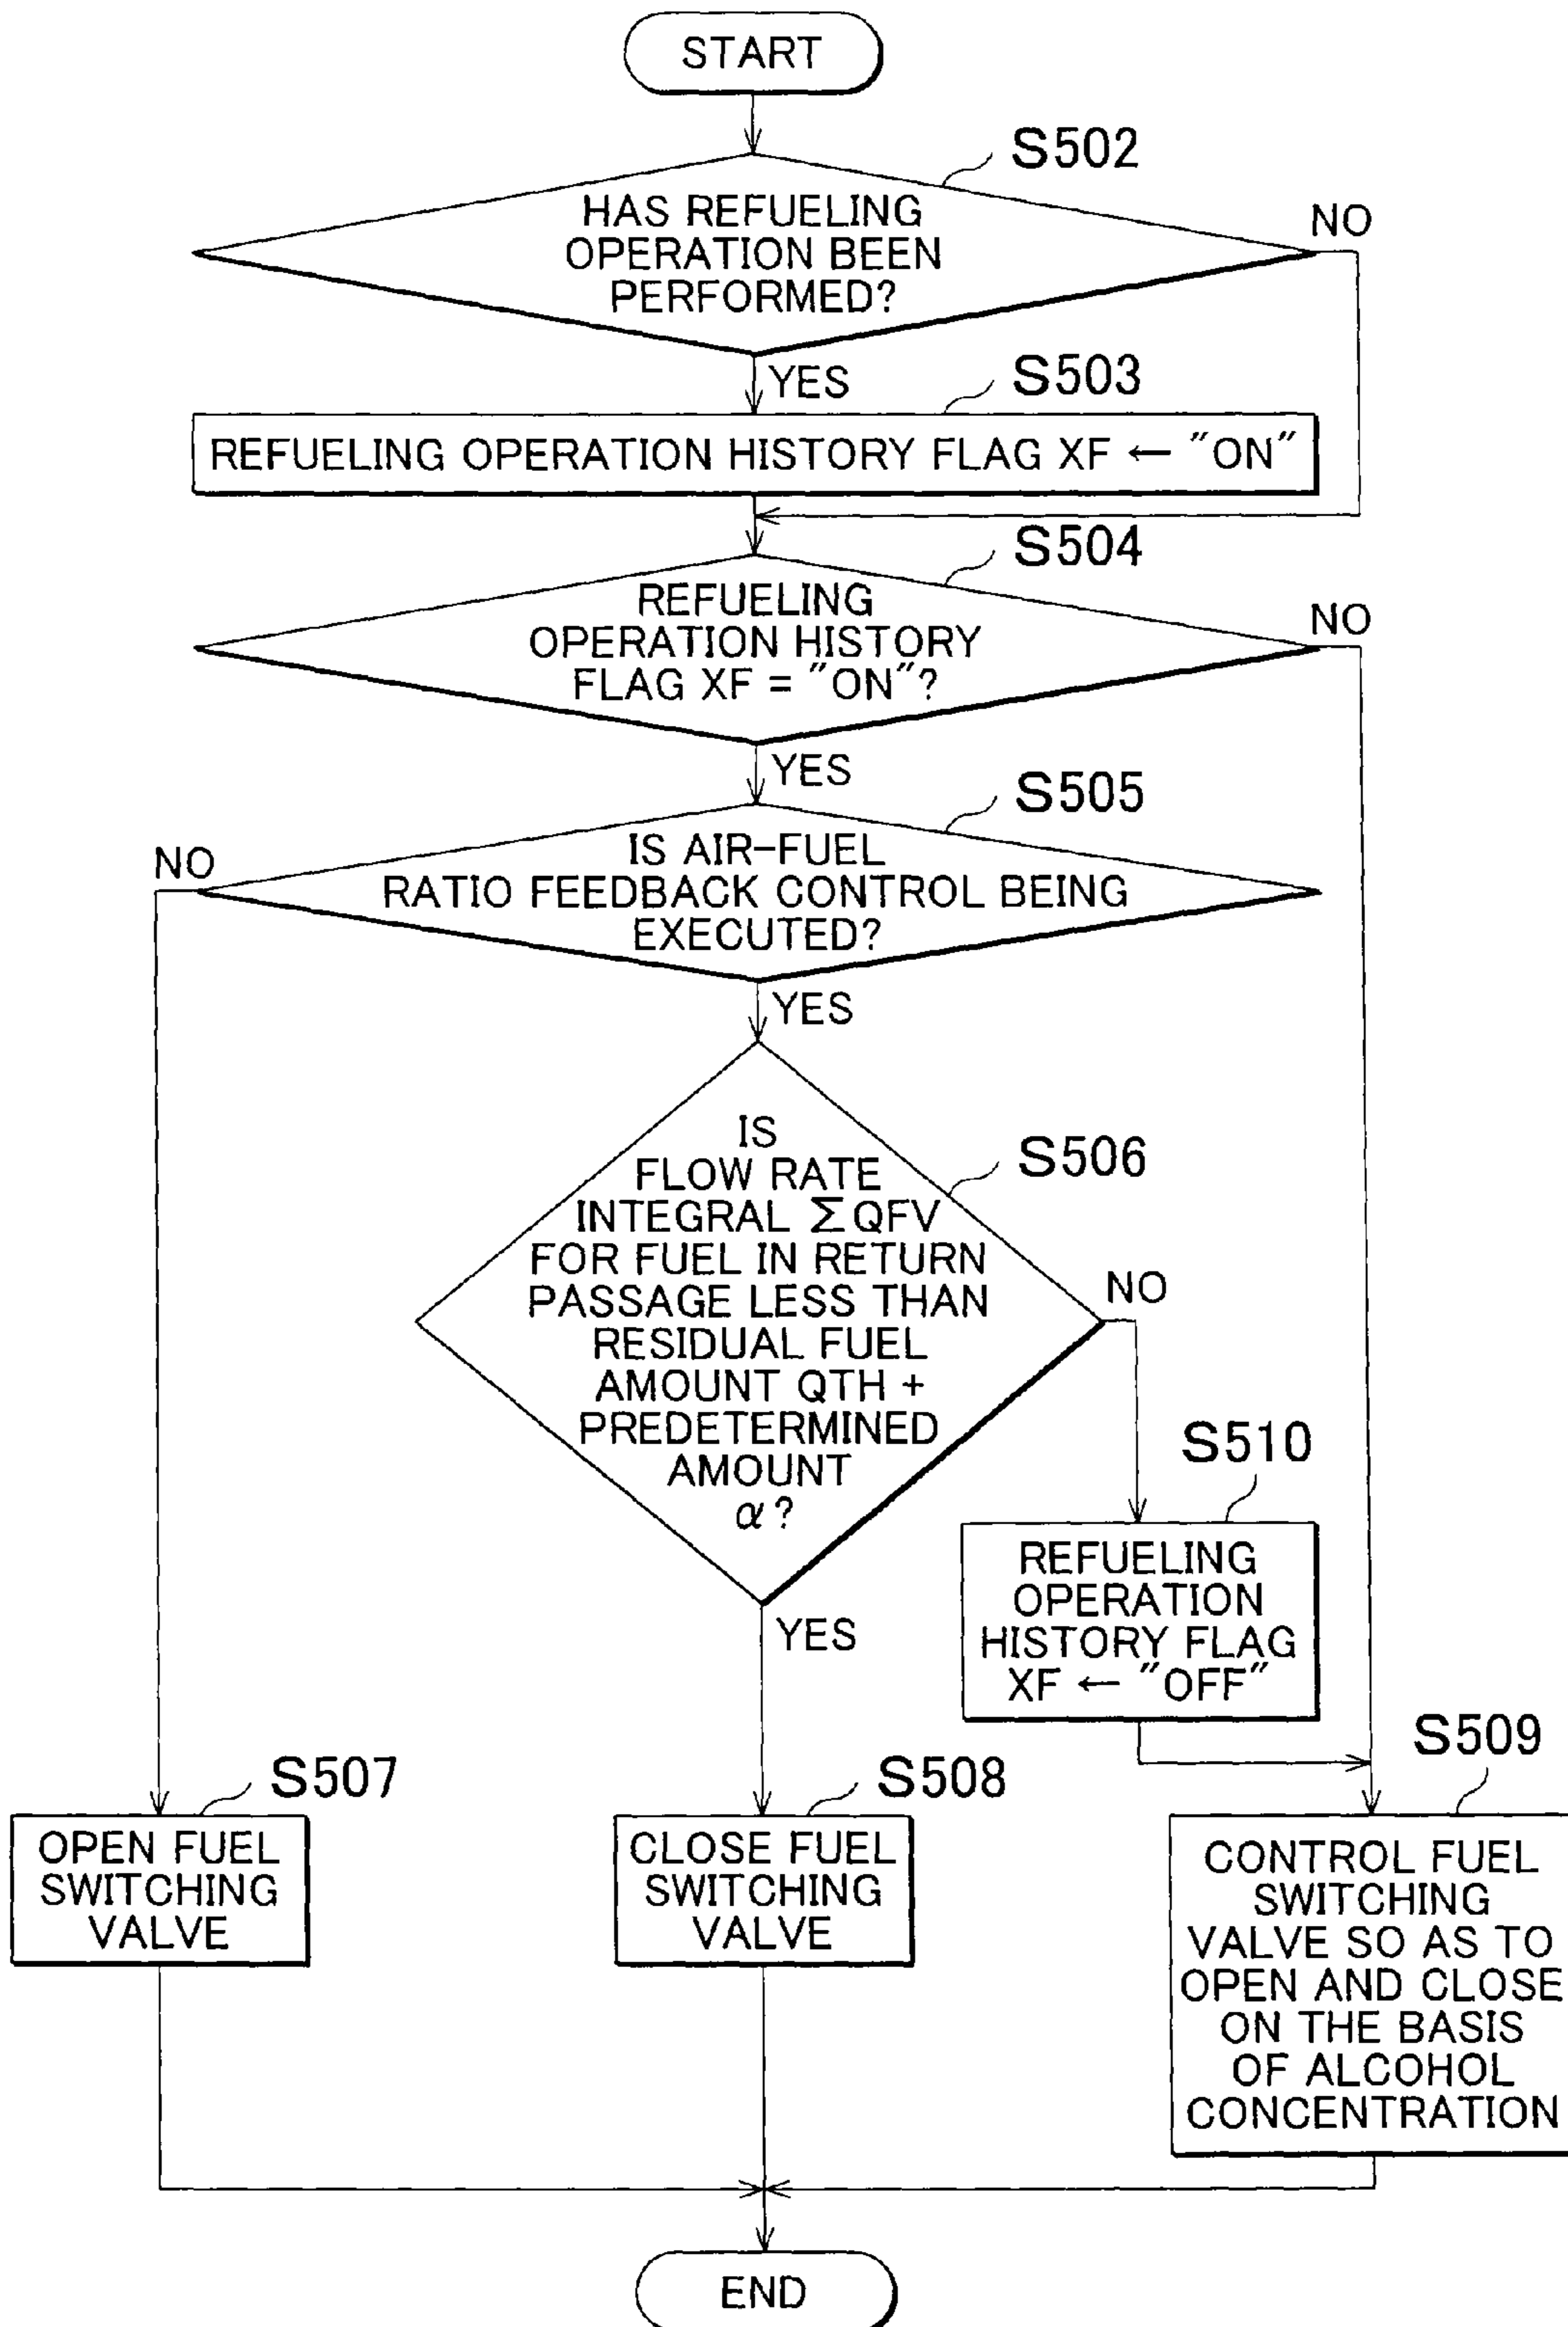 START
S502
HAS REFUELING
OPERATION BEEN
PERFORMED?
NO
YES
S503
REFUELING OPERATION HISTORY FLAG XF ← "ON"
S504
REFUELING
OPERATION HISTORY
FLAG XF = "ON"?
NO
YES
S505
IS AIR-FUEL
RATIO FEEDBACK CONTROL BEING
EXECUTED?
NO
YES
S506
IS
FLOW RATE
INTEGRAL ΣQFV
FOR FUEL IN RETURN
PASSAGE LESS THAN
RESIDUAL FUEL
AMOUNT QTH +
PREDETERMINED
AMOUNT
α?
NO
YES
S510
REFUELING
OPERATION
HISTORY FLAG
XF ← "OFF"
S507
OPEN FUEL
SWITCHING
VALVE
S508
CLOSE FUEL
SWITCHING
VALVE
S509
CONTROL FUEL
SWITCHING
VALVE SO AS TO
OPEN AND CLOSE
ON THE BASIS
OF ALCOHOL
CONCENTRATION
END